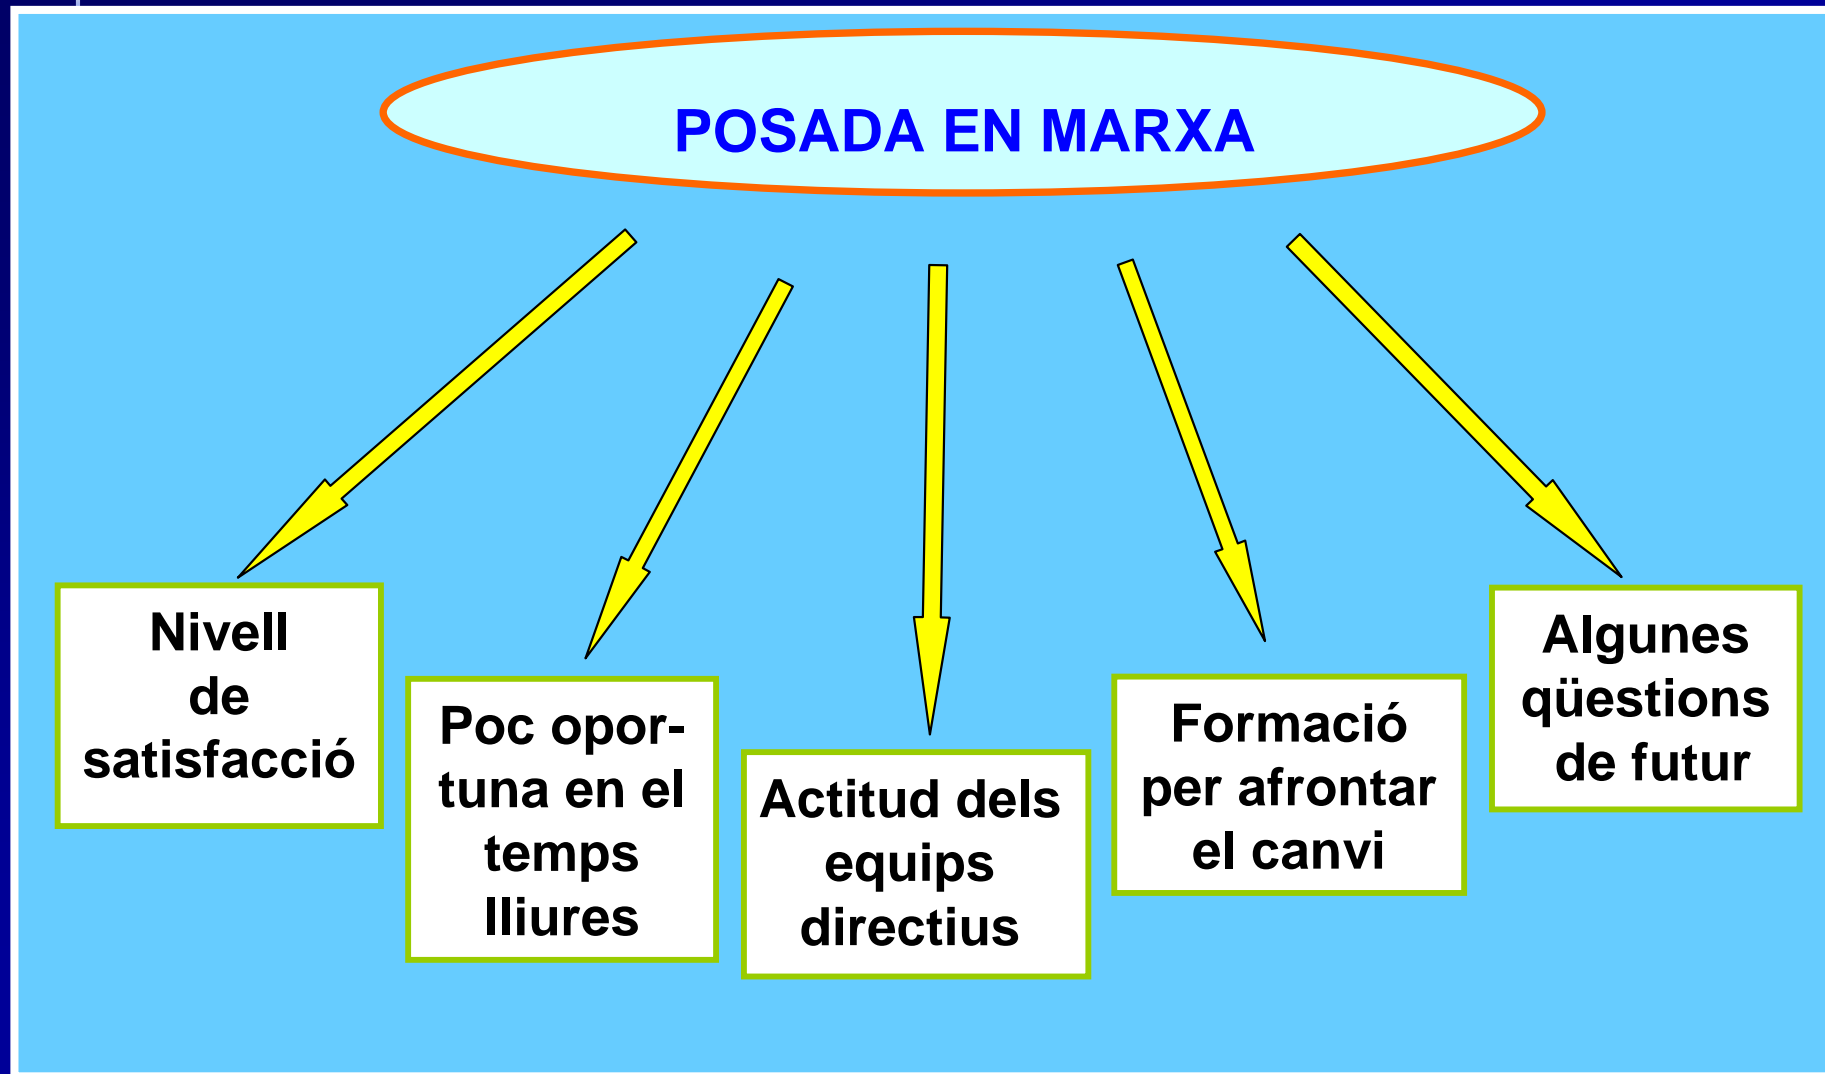 POSADA EN MARXA
Nivell
de
satisfacció
Poc opor-
tuna en el
temps
lliures
Actitud dels
equips
directius
Formació
per afrontar
el canvi
Algunes
qüestions
de futur